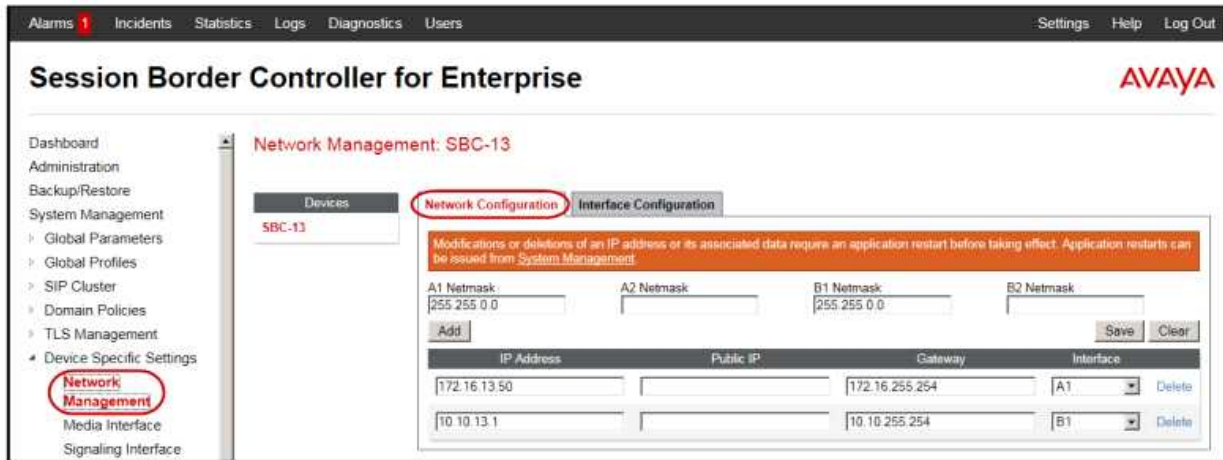 Alarms 1 Incidents Statistics Logs Diagnostics Users Settings Help Log Out
Session Border Controller for Enterprise
AVAYA
Dashboard
Administration
Backup/Restore
System Management
Global Parameters
Global Profiles
SIP Cluster
Domain Policies
TLS Management
Device Specific Settings
Network
Management
Media Interface
Signaling Interface
Network Management: SBC-13
Devices
SBC-13
Network Configuration Interface Configuration
Modifications or deletions of an IP address or its associated data require an application restart before taking effect. Application restarts can
be issued from System Management.
A1 Netmask A2 Netmask B1 Netmask B2 Netmask
255.255.0.0 255.255.0.0
Add Save Clear
IP Address Public IP Gateway Interface
172.16.13.50 172.16.255.254 A1 Delete
10.10.13.1 10.10.255.254 B1 Delete